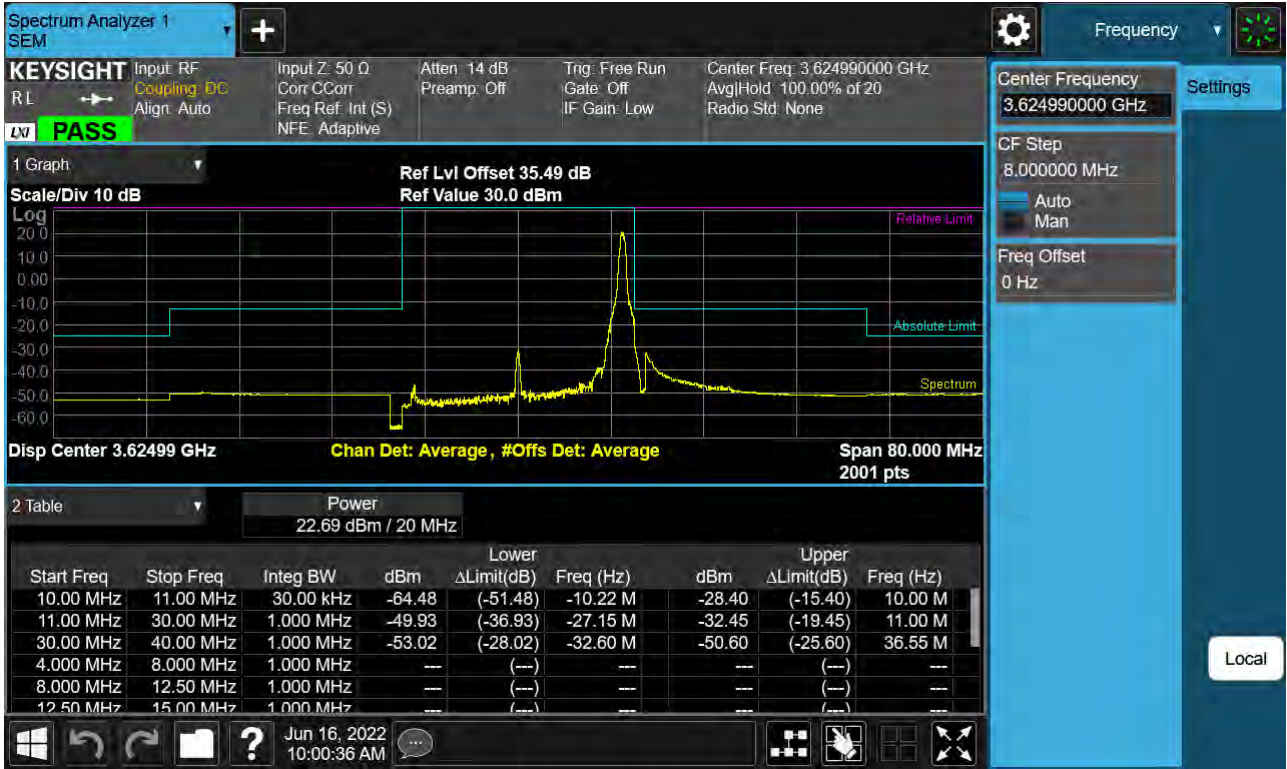 Spectrum Analyzer 1
SEM
Frequency
KEYSIGHT
Input: RF
Coupling: DC
Align: Auto
Input Z: 50 Ω
Corr CCorr
Freq Ref: Int (S)
NFE: Adaptive
Atten: 14 dB
Preamp: Off
Trig: Free Run
Gate: Off
IF Gain: Low
Center Freq: 3.624990000 GHz
Avg|Hold: 100.00% of 20
Radio Std: None
R L
LXI PASS
Center Frequency
3.624990000 GHz
Settings
CF Step
8.000000 MHz
Auto
Man
Freq Offset
0 Hz
Local
1 Graph
Scale/Div 10 dB
Ref Lvl Offset 35.49 dB
Ref Value 30.0 dBm
Log
20.0
10.0
0.00
-10.0
-20.0
-30.0
-40.0
-50.0
-60.0
Relative Limit
Absolute Limit
Spectrum
Disp Center 3.62499 GHz Chan Det: Average, #Offs Det: Average Span 80.000 MHz
2001 pts
2 Table
Power
22.69 dBm / 20 MHz
Lower Upper
Start Freq Stop Freq Integ BW dBm ΔLimit(dB) Freq (Hz) dBm ΔLimit(dB) Freq (Hz)
10.00 MHz 11.00 MHz 30.00 kHz -64.48 (-51.48) -10.22 M -28.40 (-15.40) 10.00 M
11.00 MHz 30.00 MHz 1.000 MHz -49.93 (-36.93) -27.15 M -32.45 (-19.45) 11.00 M
30.00 MHz 40.00 MHz 1.000 MHz -53.02 (-28.02) -32.60 M -50.60 (-25.60) 36.55 M
4.000 MHz 8.000 MHz 1.000 MHz --- (---) --- --- (---) ---
8.000 MHz 12.50 MHz 1.000 MHz --- (---) --- --- (---) ---
12.50 MHz 15.00 MHz 1.000 MHz --- (---) --- --- (---) ---
?
Jun 16, 2022
10:00:36 AM